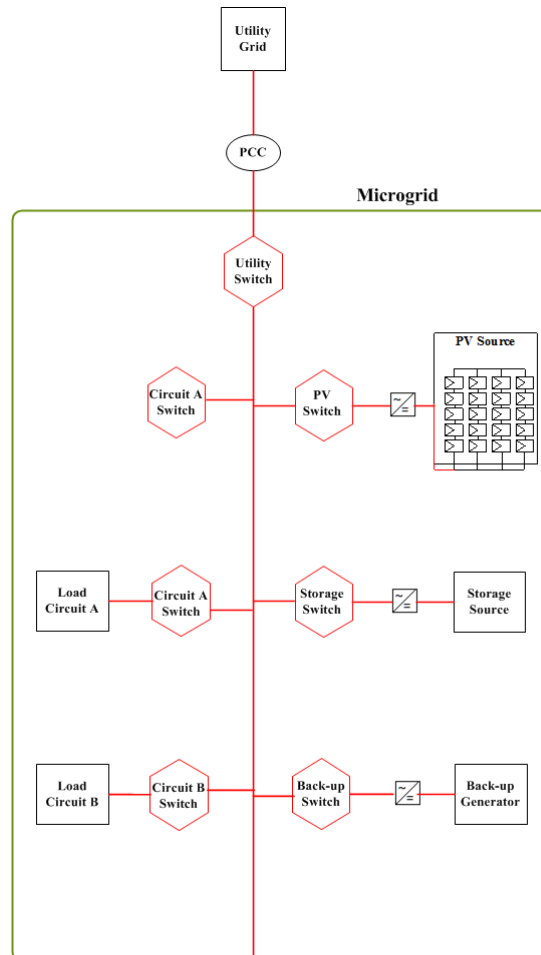 Utility
Grid
PCC
Microgrid
Utility
Switch
PV Source
Circuit A
Switch
PV
Switch
~
=
Load
Circuit A
Circuit A
Switch
Storage
Switch
~
=
Storage
Source
Load
Circuit B
Circuit B
Switch
Back-up
Switch
~
=
Back-up
Generator